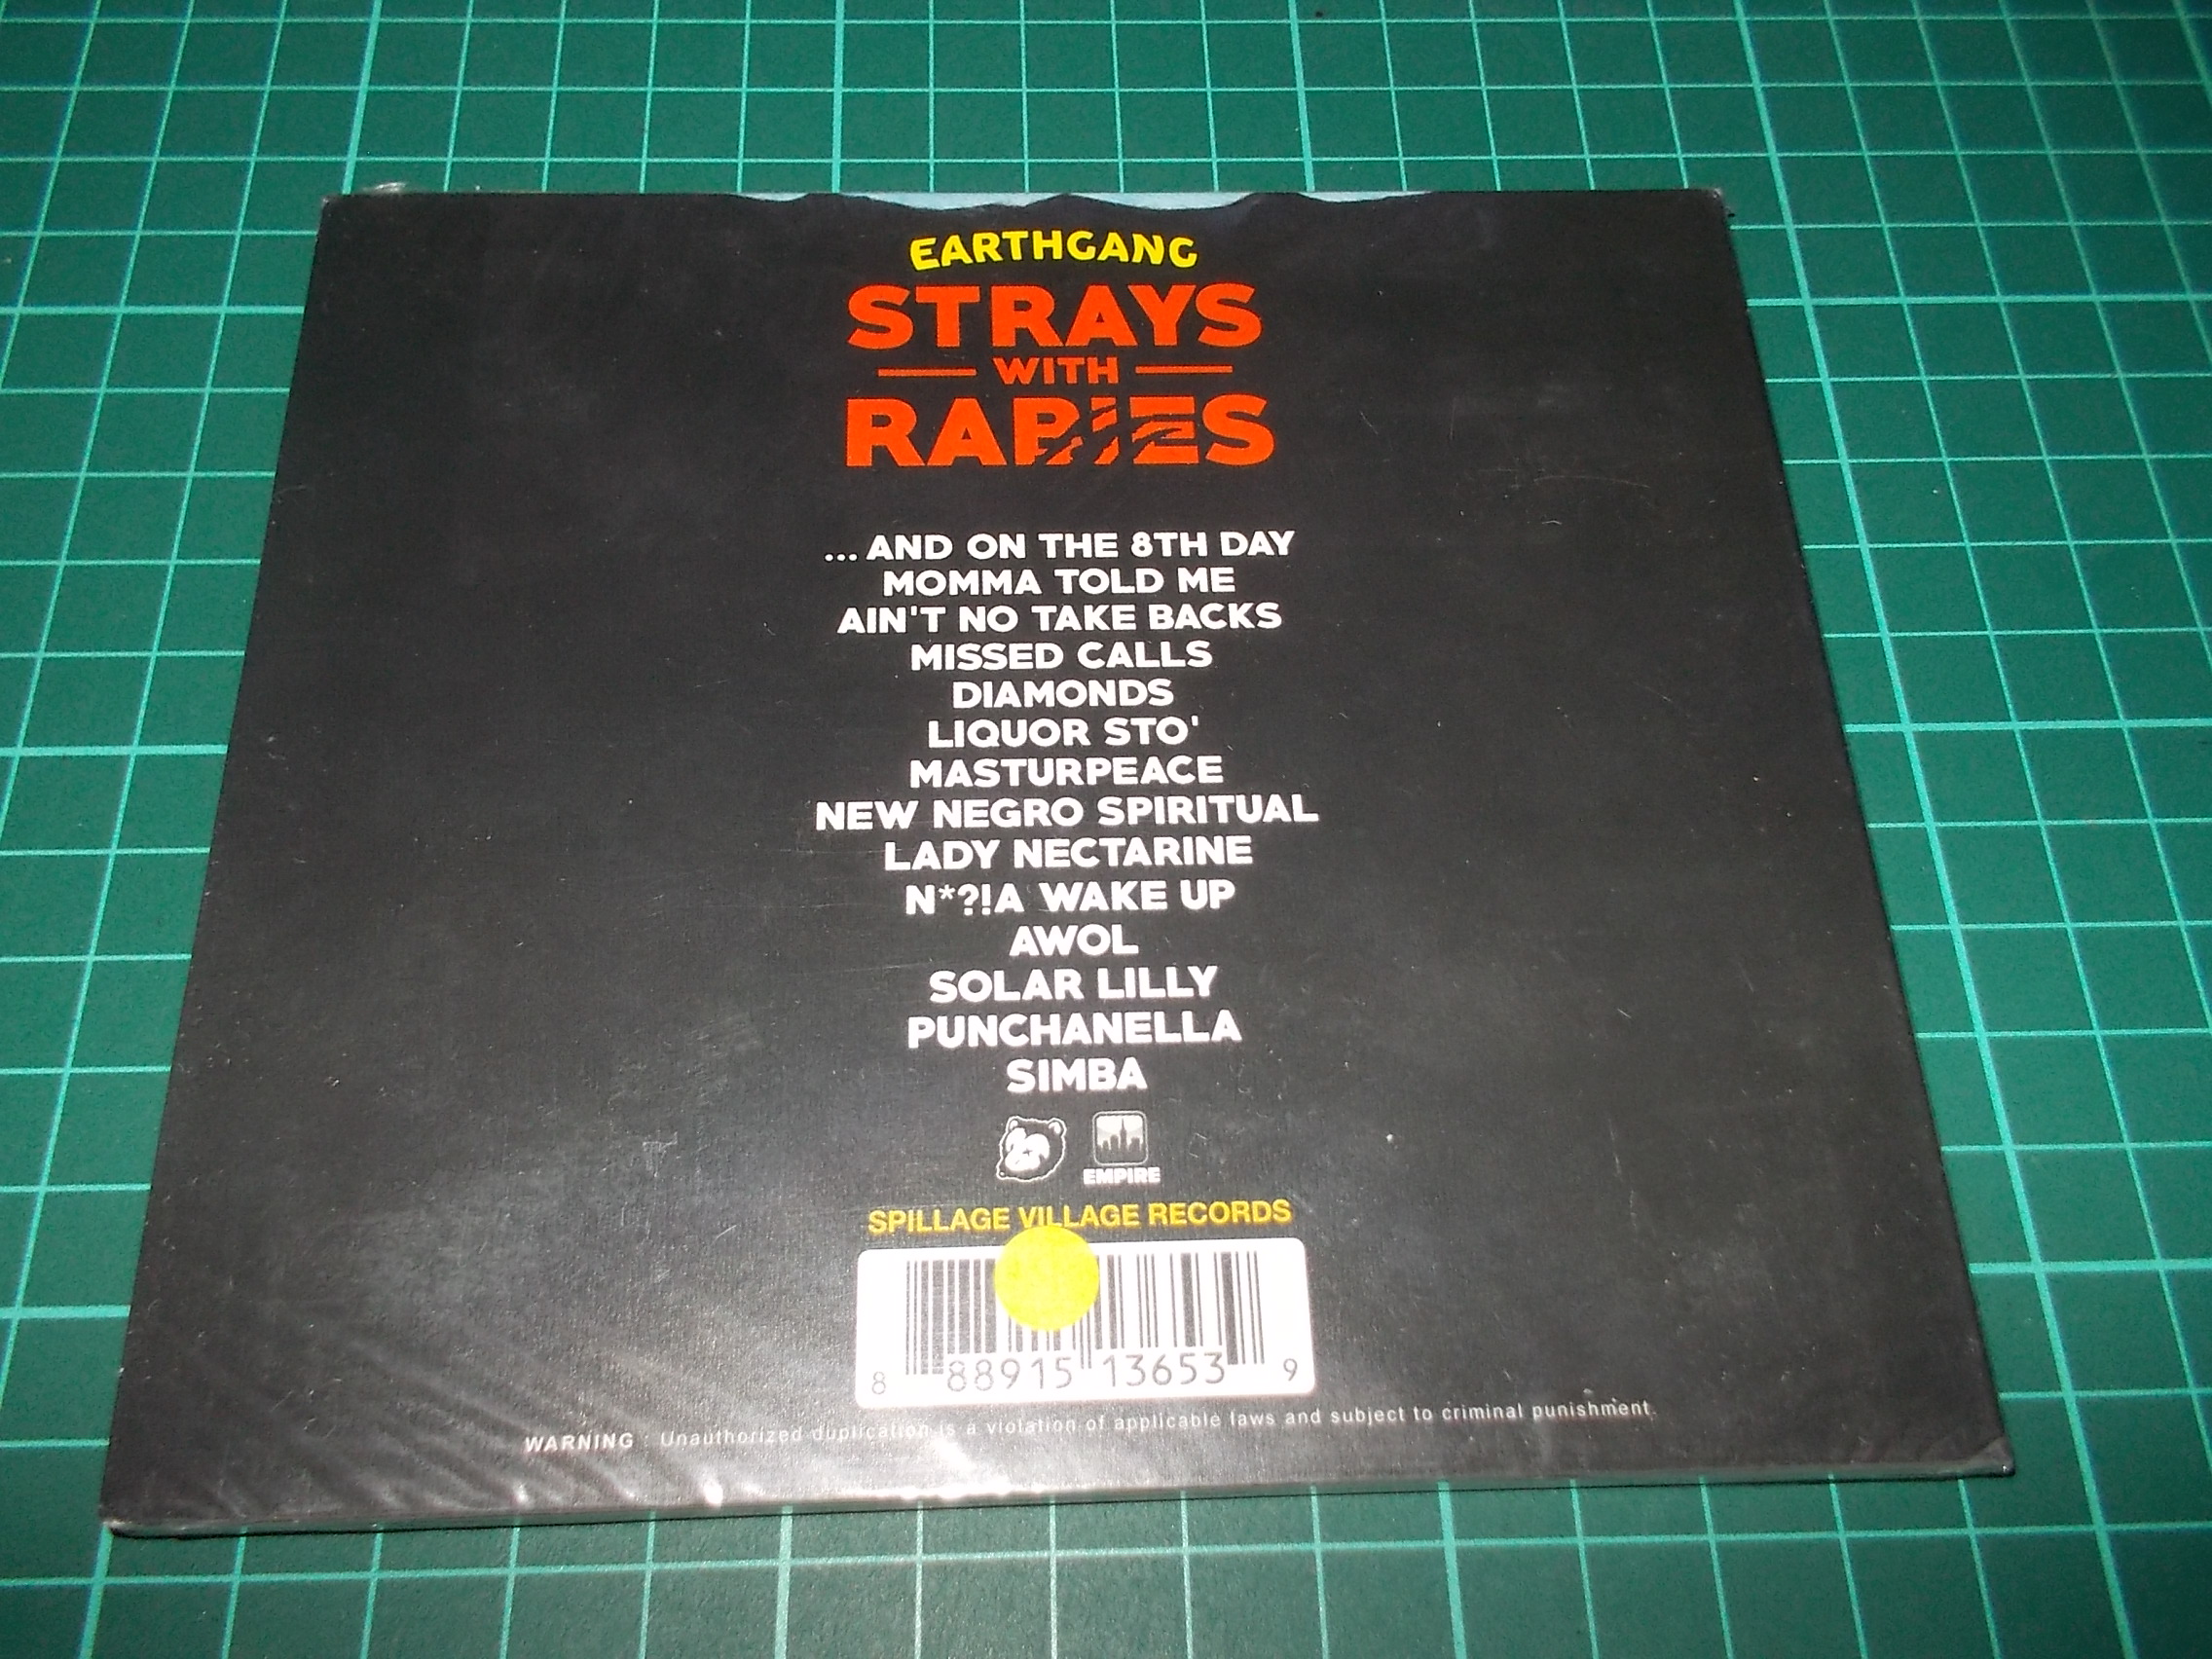 EARTHGANG
STRAYS
WITH
RABIES
... AND ON THE 8TH DAY
MOMMA TOLD ME
AIN'T NO TAKE BACKS
MISSED CALLS
DIAMONDS
LIQUOR STO'
MASTURPEACE
NEW NEGRO SPIRITUAL
LADY NECTARINE
N*?!A WAKE UP
AWOL
SOLAR LILLY
PUNCHANELLA
SIMBA
EMPIRE
SPILLAGE VILLAGE RECORDS
8 88915 13653 9
WARNING : Unauthorized duplication is a violation of applicable laws and subject to criminal punishment.